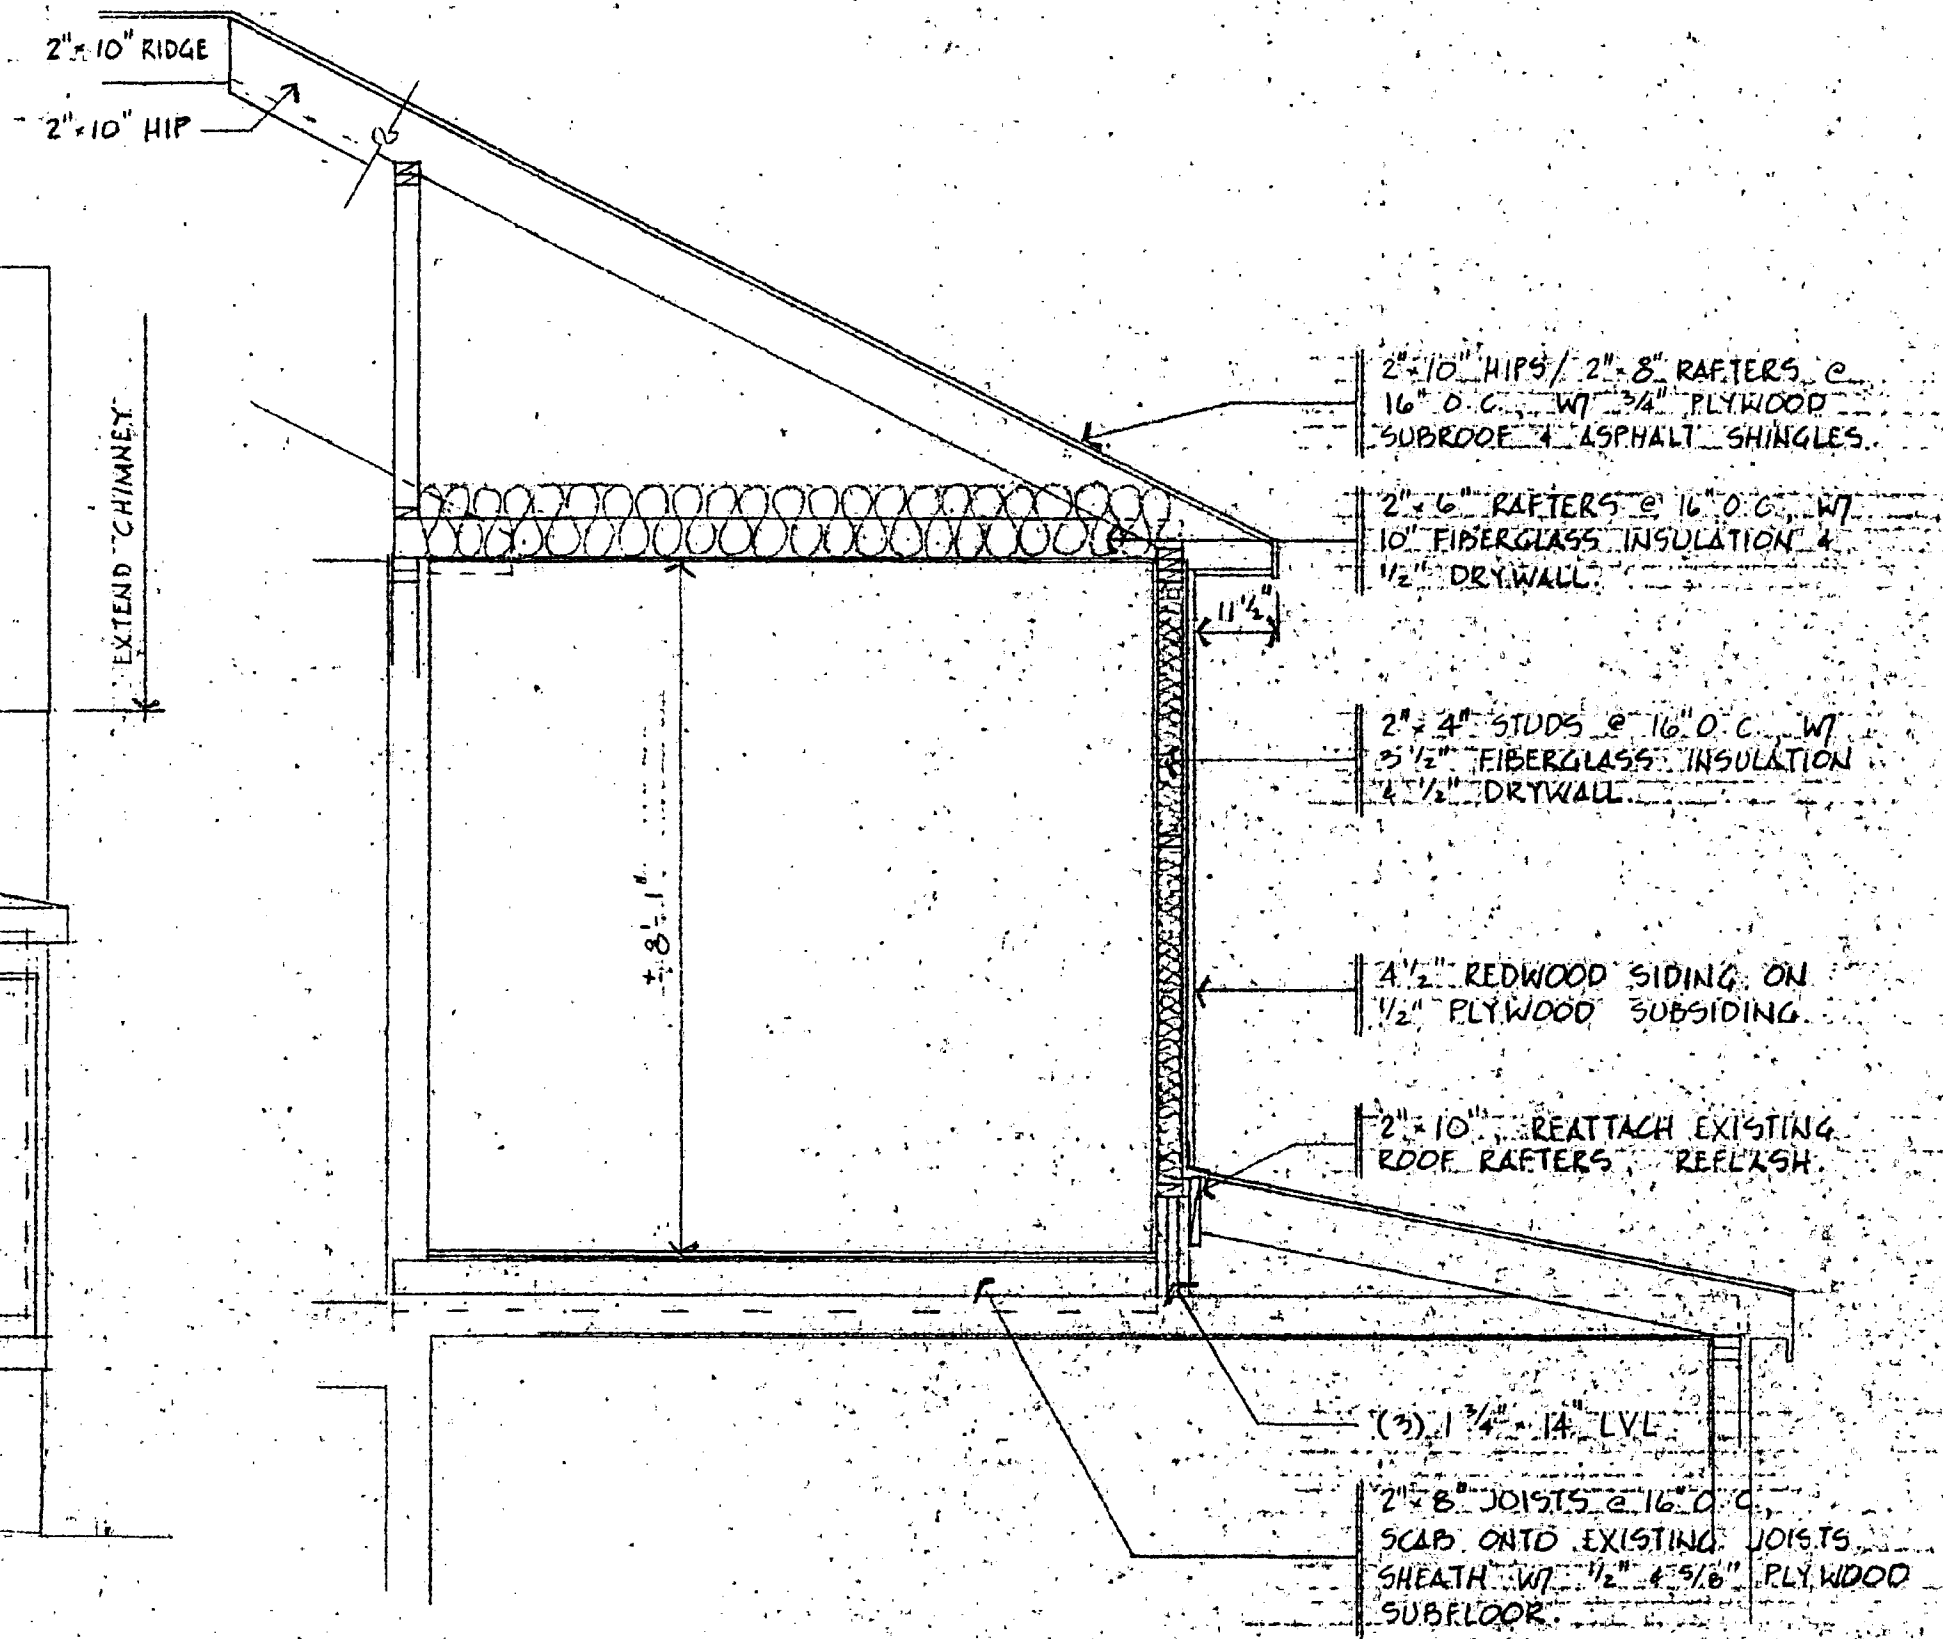 2"×10" RIDGE
2"×10" HIP
EXTEND CHIMNEY
2"×10" HIPS/ 2"×8" RAFTERS @
16" O.C., W/ 3/4" PLYWOOD
SUBROOF & ASPHALT SHINGLES.
2"×6" RAFTERS @ 16" O.C., W/
10" FIBERGLASS INSULATION &
1/2" DRYWALL.
11 1/2"
±8'-1"
2"×4" STUDS @ 16" O.C., W/
3 1/2" FIBERGLASS INSULATION
& 1/2" DRYWALL.
4 1/2" REDWOOD SIDING ON
1/2" PLYWOOD SUBSIDING.
2"×10", REATTACH EXISTING
ROOF RAFTERS, REFLASH.
(3) 1 3/4"×14" LVL
2"×8" JOISTS @ 16" O.C.,
SCAB ONTO EXISTING JOISTS
SHEATH W/ 1/2" & 5/8" PLYWOOD
SUBFLOOR.